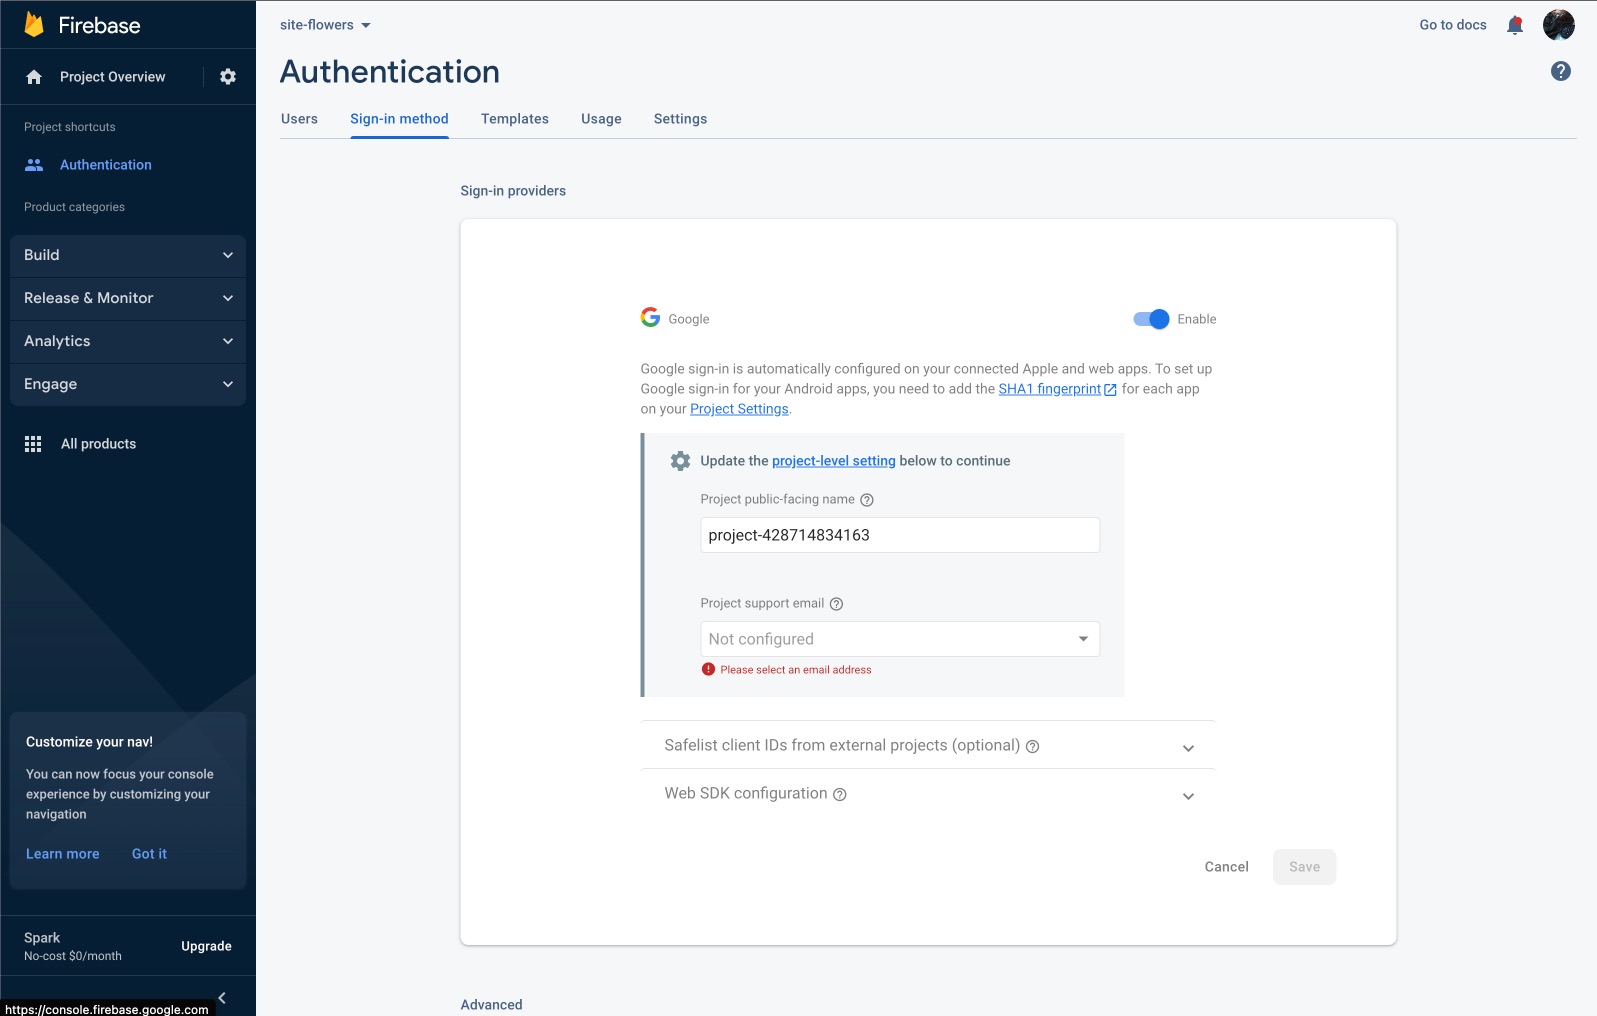 Firebase
Project Overview
Project shortcuts
Authentication
Product categories
Build
Release & Monitor
Analytics
Engage
All products
Customize your nav!
You can now focus your console
experience by customizing your
navigation
Learn more
Got it
Spark
No-cost $0/month
Upgrade
https://console.firebase.google.com
site-flowers
Go to docs
Authentication
Users
Sign-in method
Templates
Usage
Settings
Sign-in providers
Google
Enable
Google sign-in is automatically configured on your connected Apple and web apps. To set up
Google sign-in for your Android apps, you need to add the SHA1 fingerprint for each app
on your Project Settings.
Update the project-level setting below to continue
Project public-facing name
project-428714834163
Project support email
Not configured
Please select an email address
Safelist client IDs from external projects (optional)
Web SDK configuration
Cancel
Save
Advanced